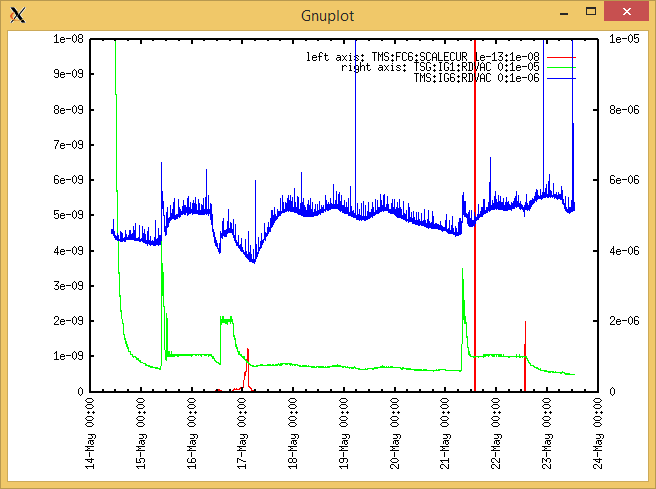 Gnuplot
left axis: TMS:FC6:SCALECUR 1e-13:1e-08
right axis: TSG:IG1:RDVAC 0:1e-05
TMS:IG6:RDVAC 0:1e-06
1e-08
9e-09
8e-09
7e-09
6e-09
5e-09
4e-09
3e-09
2e-09
1e-09
0
1e-05
8e-06
6e-06
4e-06
2e-06
0
14-May 00:00
15-May 00:00
16-May 00:00
17-May 00:00
18-May 00:00
19-May 00:00
20-May 00:00
21-May 00:00
22-May 00:00
23-May 00:00
24-May 00:00